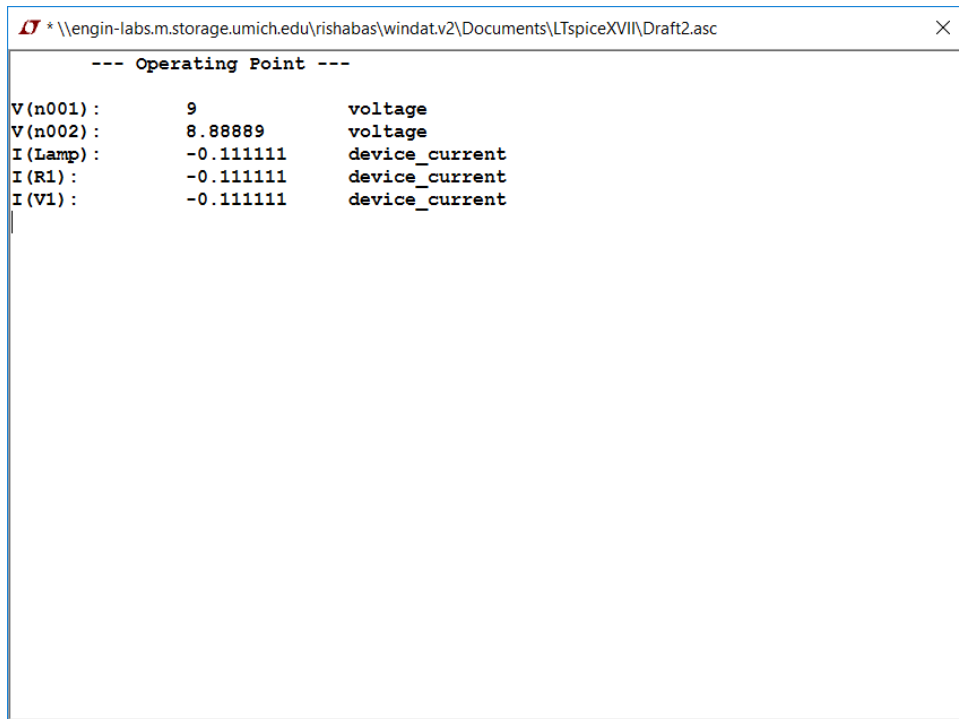 * \\engin-labs.m.storage.umich.edu\rishabas\windat.v2\Documents\LTspiceXVII\Draft2.asc
--- Operating Point ---
V(n001): 9 voltage
V(n002): 8.88889 voltage
I(Lamp): -0.111111 device_current
I(R1): -0.111111 device_current
I(V1): -0.111111 device_current